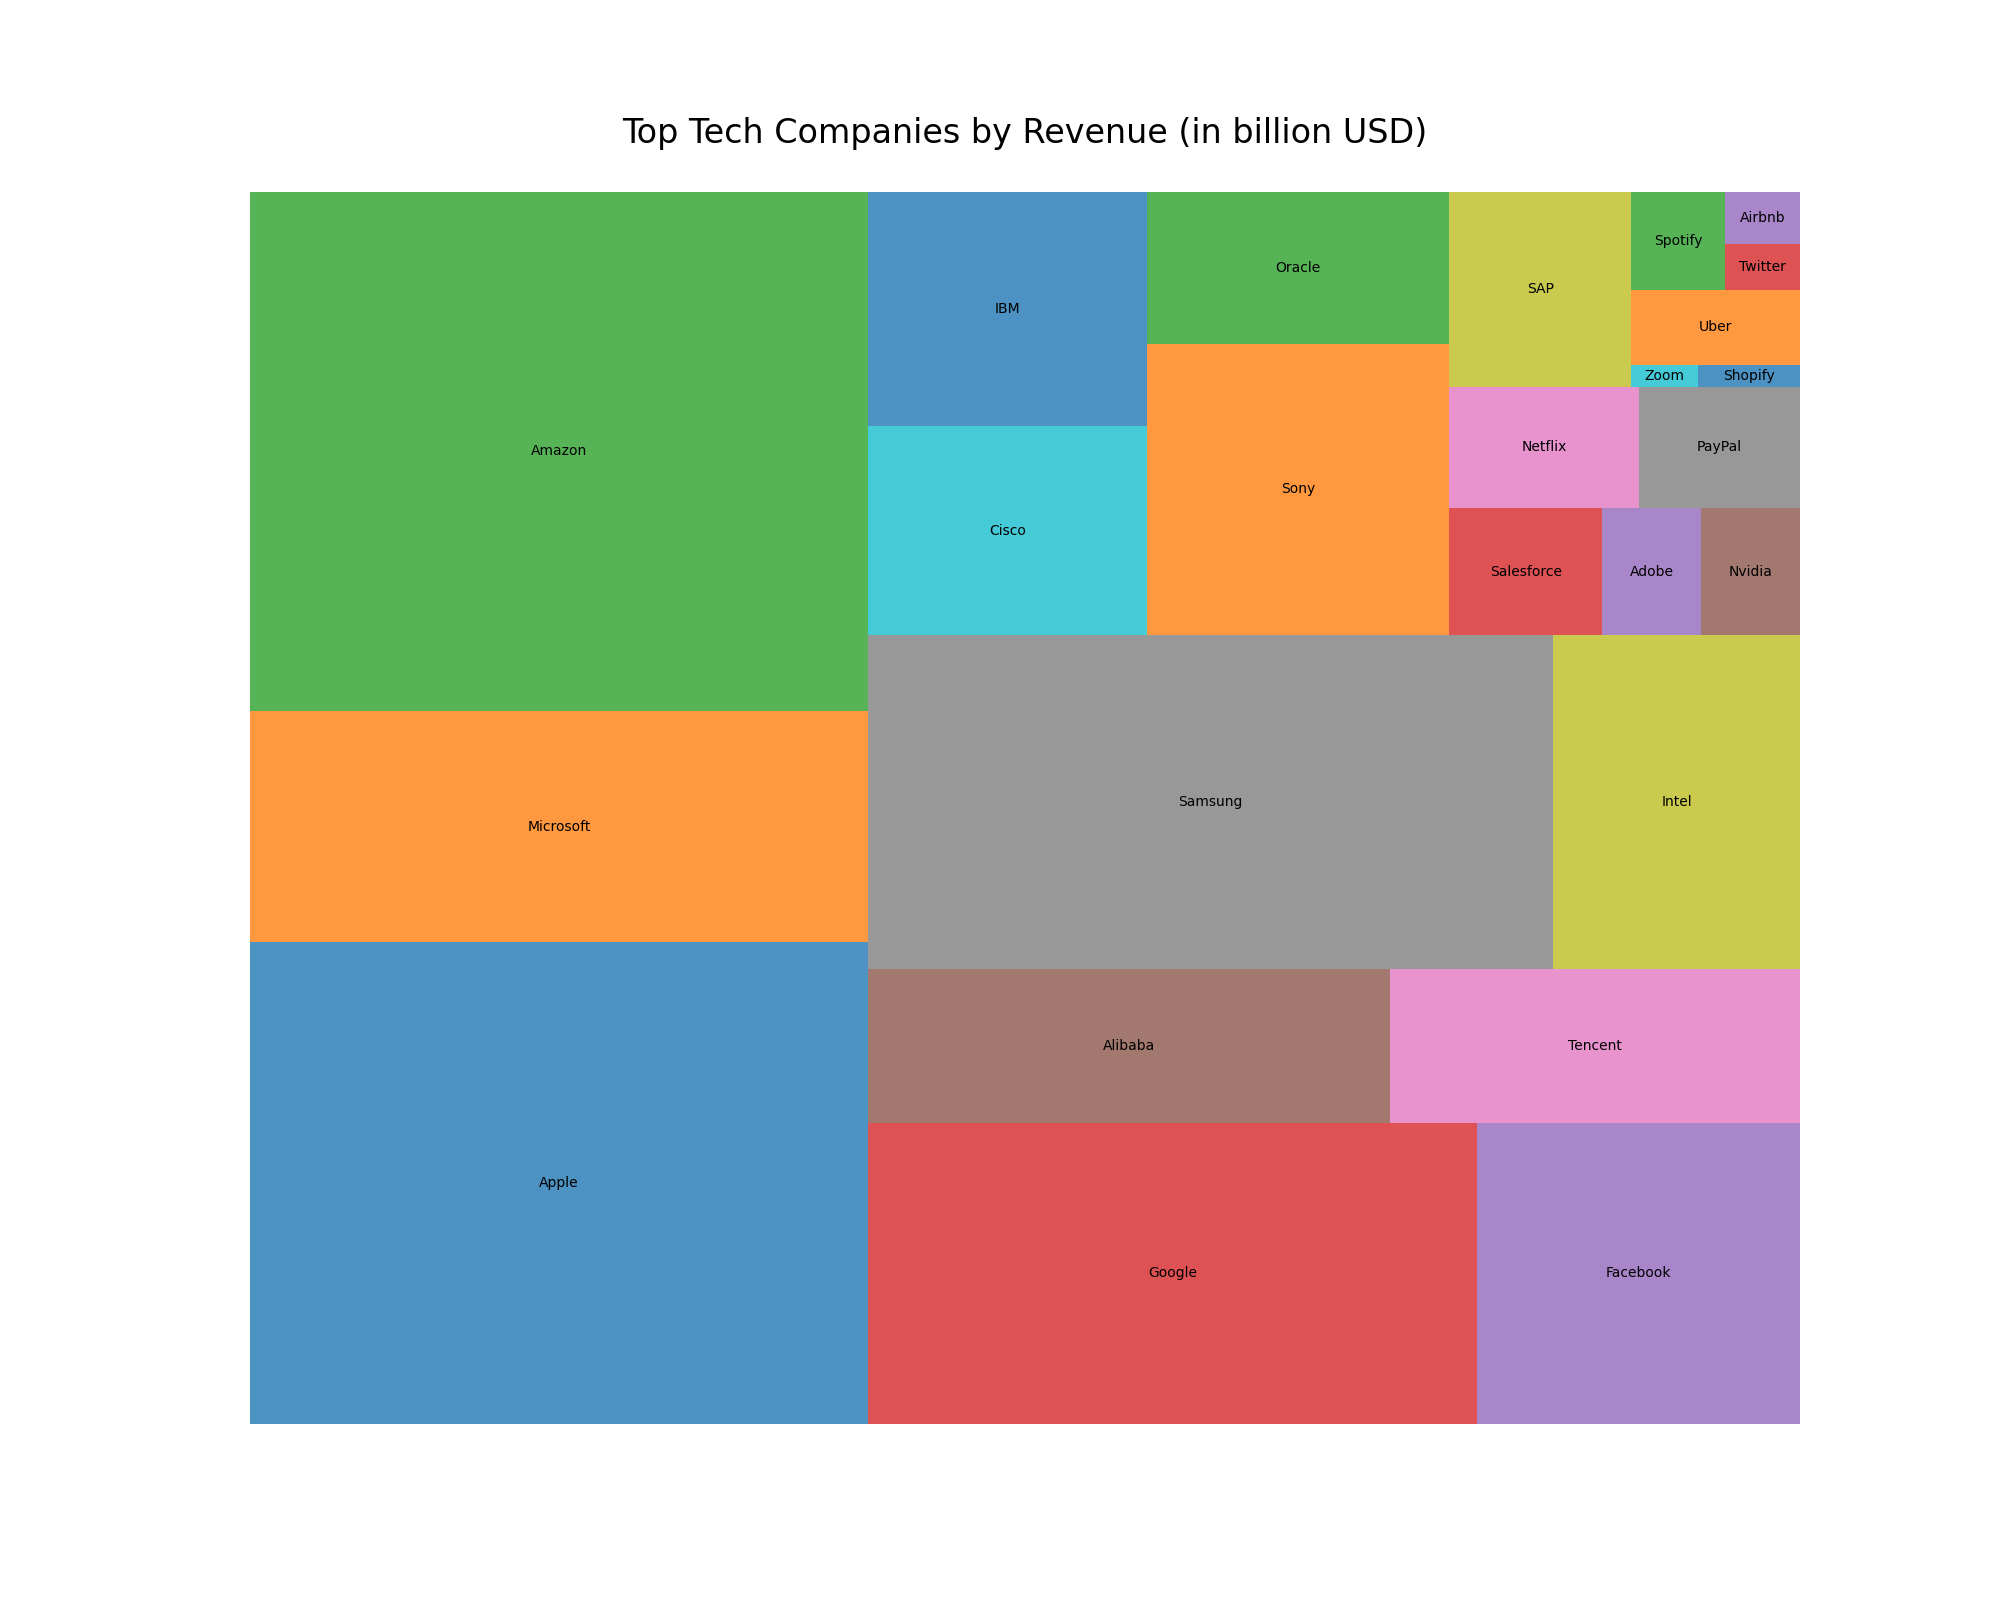 Top Tech Companies by Revenue (in billion USD)
Amazon
IBM
Oracle
SAP
Spotify
Airbnb
Twitter
Uber
Zoom
Shopify
Netflix
PayPal
Cisco
Sony
Salesforce
Adobe
Nvidia
Microsoft
Samsung
Intel
Alibaba
Tencent
Apple
Google
Facebook